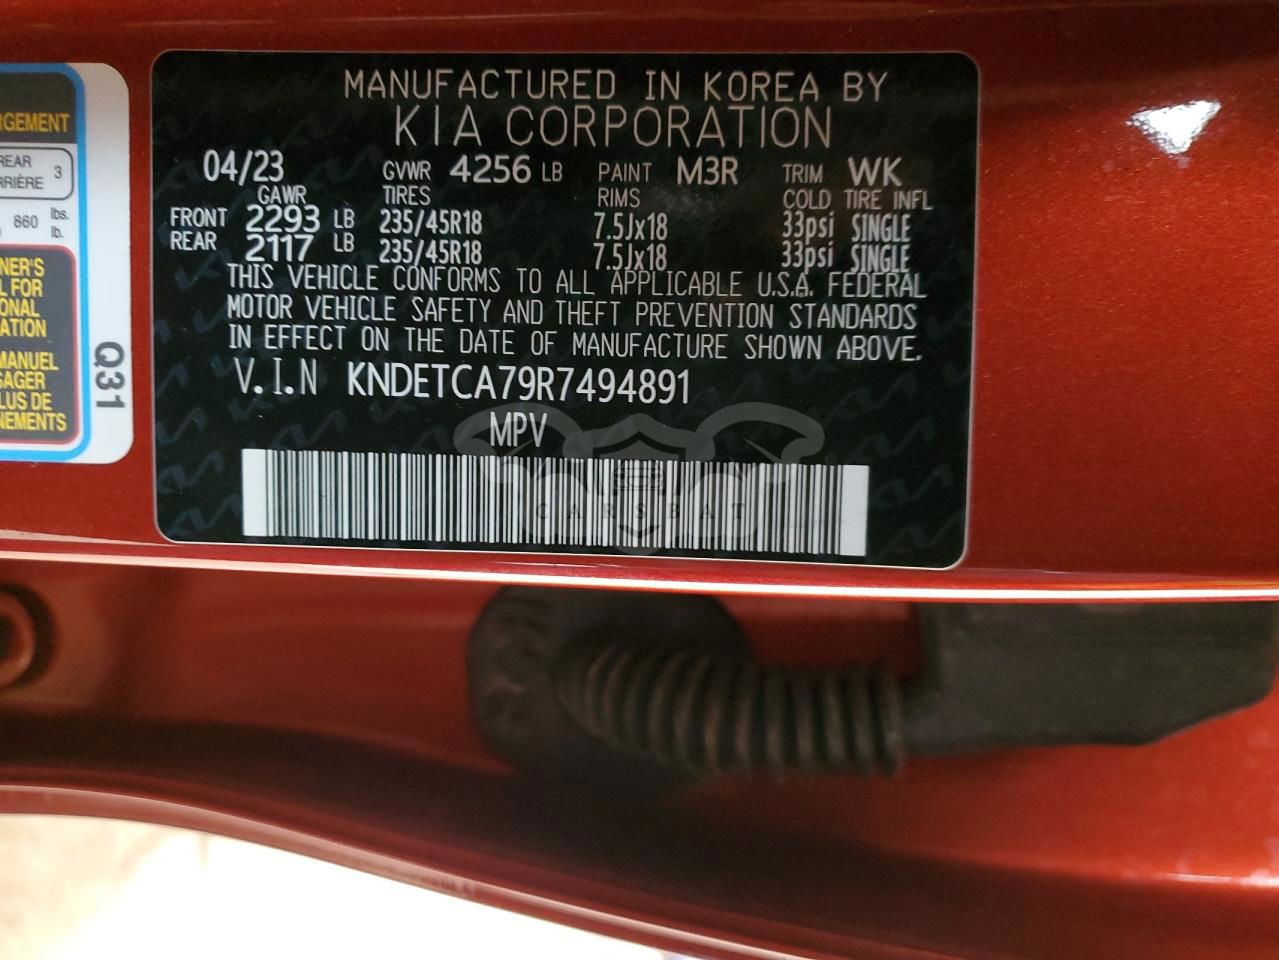 MANUFACTURED IN KOREA BY
KIA CORPORATION
04/23 GVWR 4256 LB PAINT M3R TRIM WK
GAWR TIRES RIMS COLD TIRE INFL
FRONT 2293 LB 235/45R18 7.5Jx18 33psi SINGLE
REAR 2117 LB 235/45R18 7.5Jx18 33psi SINGLE
THIS VEHICLE CONFORMS TO ALL APPLICABLE U.S.A. FEDERAL
MOTOR VEHICLE SAFETY AND THEFT PREVENTION STANDARDS
IN EFFECT ON THE DATE OF MANUFACTURE SHOWN ABOVE.
V.I.N KNDETCA79R7494891
MPV
CARSBAT
GEMENT
REAR 3
RIÈRE
860 lbs.
lb.
NER'S
L FOR
ONAL
ATION
MANUEL
SAGER
LUS DE
NEMENTS
Q31